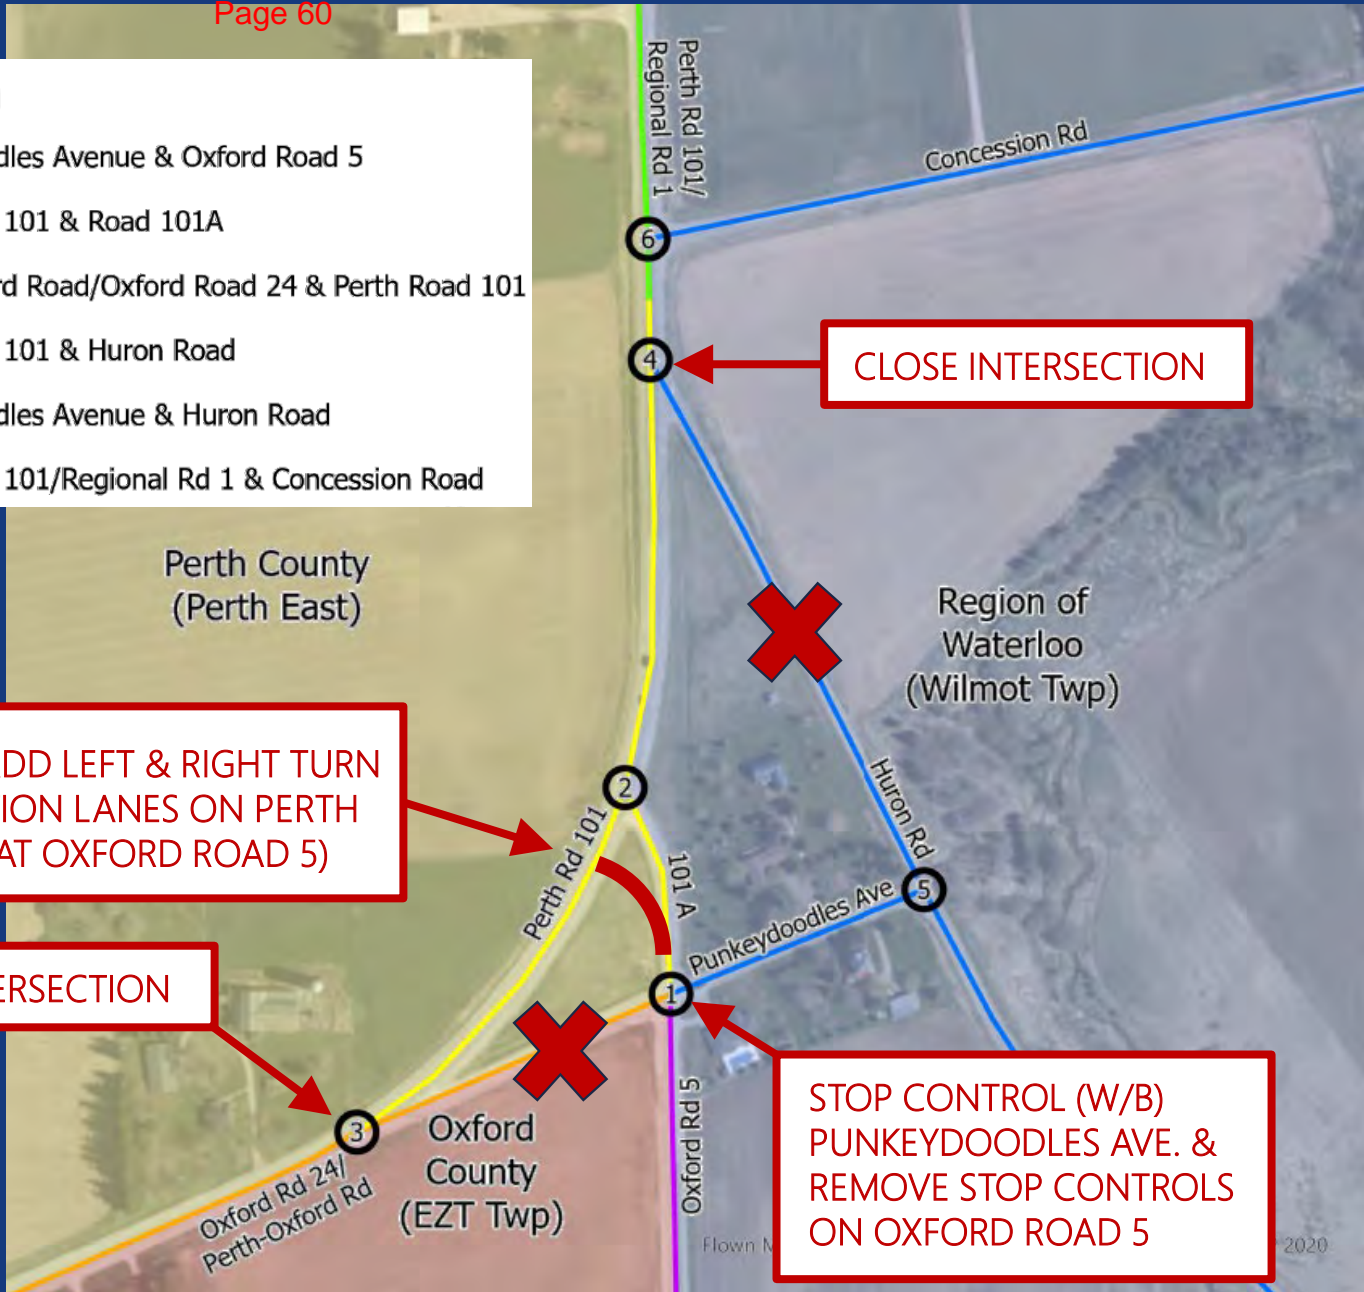 Page 60
dles Avenue & Oxford Road 5
101 & Road 101A
rd Road/Oxford Road 24 & Perth Road 101
101 & Huron Road
dles Avenue & Huron Road
101/Regional Rd 1 & Concession Road
Perth Rd 101/
Regional Rd 1
Concession Rd
6
4
CLOSE INTERSECTION
Perth County
(Perth East)
Region of
Waterloo
(Wilmot Twp)
ADD LEFT & RIGHT TURN
ION LANES ON PERTH
AT OXFORD ROAD 5)
2
Perth Rd 101
101 A
Huron Rd
5
Punkeydoodles Ave
1
ERSECTION
3
Oxford Rd 24/
Perth-Oxford Rd
Oxford
County
(EZT Twp)
Oxford Rd 5
STOP CONTROL (W/B)
PUNKEYDOODLES AVE. &
REMOVE STOP CONTROLS
ON OXFORD ROAD 5
Flown M
2020